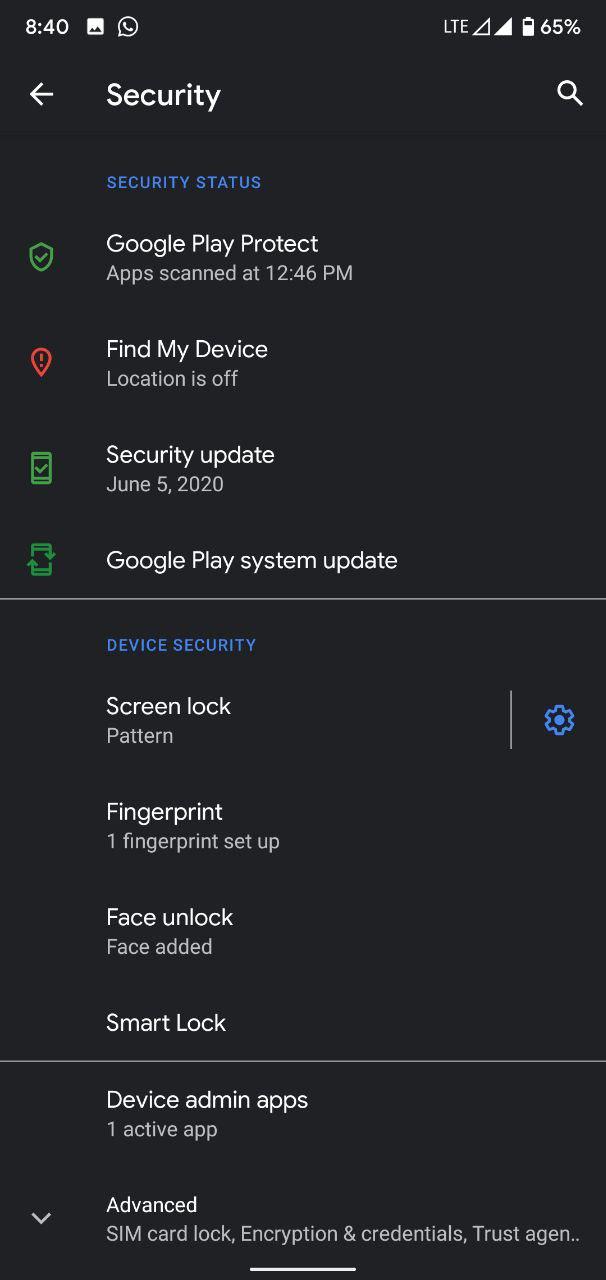 8:40 LTE 65%
Security
SECURITY STATUS
Google Play Protect
Apps scanned at 12:46 PM
Find My Device
Location is off
Security update
June 5, 2020
Google Play system update
DEVICE SECURITY
Screen lock
Pattern
Fingerprint
1 fingerprint set up
Face unlock
Face added
Smart Lock
Device admin apps
1 active app
Advanced
SIM card lock, Encryption & credentials, Trust agen..